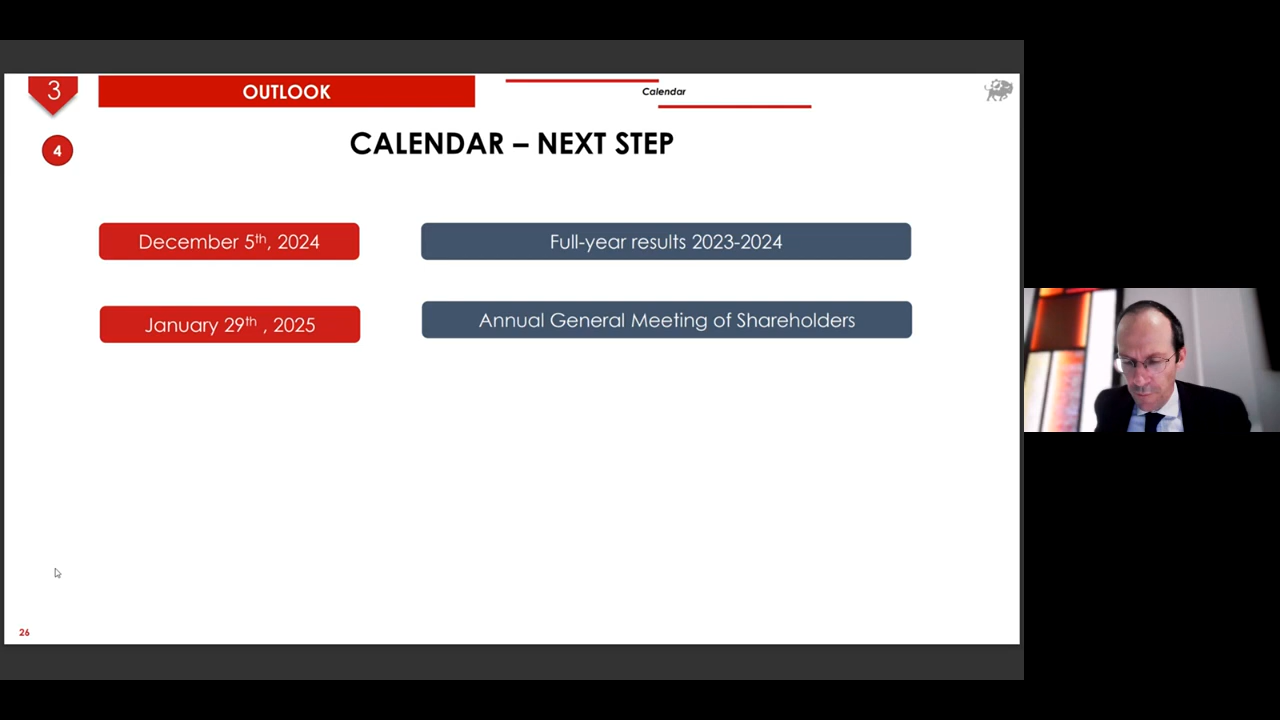 3
OUTLOOK
Calendar
4
CALENDAR – NEXT STEP
December 5th, 2024
Full-year results 2023-2024
January 29th , 2025
Annual General Meeting of Shareholders
26